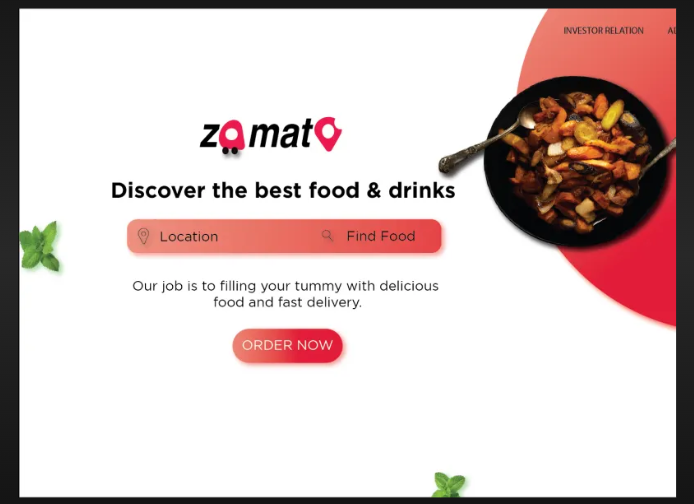 INVESTOR RELATION
zomato
Discover the best food & drinks
Location Find Food
Our job is to filling your tummy with delicious
food and fast delivery.
ORDER NOW